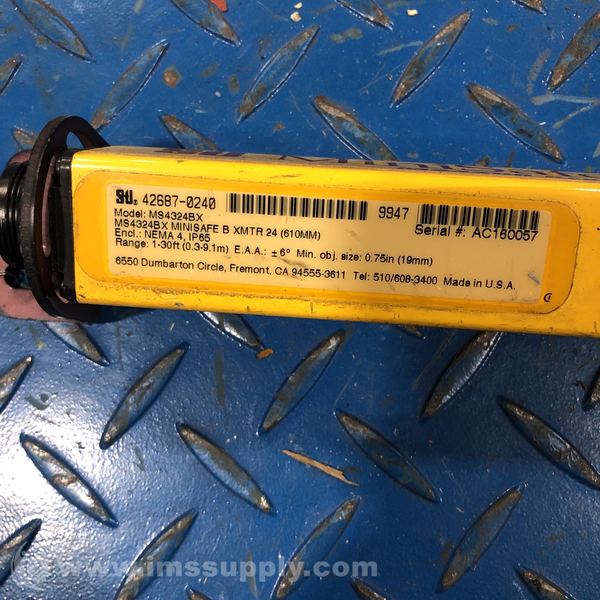 STI. 42687-0240 9947 Serial #: AC160057
Model: MS4324BX
MS4324BX MINISAFE B XMTR 24 (610MM)
Encl.: NEMA 4, IP65
Range: 1-30ft (0.3-9.1m) E.A.A.: ± 6° Min. obj. size: 0.75in (19mm)
6550 Dumbarton Circle, Fremont, CA 94555-3611 Tel: 510/608-3400 Made in U.S.A.
www.imssupply.com